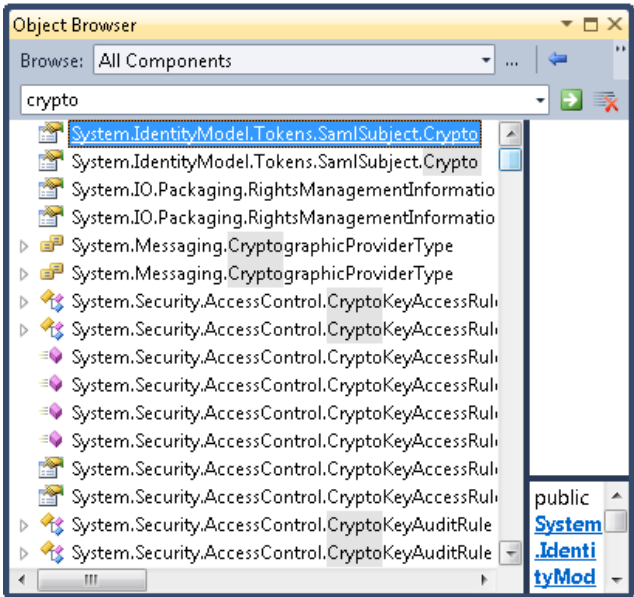 Object Browser
Browse: All Components ...
crypto
System.IdentityModel.Tokens.SamlSubject.Crypto
System.IdentityModel.Tokens.SamlSubject.Crypto
System.IO.Packaging.RightsManagementInformatio
System.IO.Packaging.RightsManagementInformatio
System.Messaging.CryptographicProviderType
System.Messaging.CryptographicProviderType
System.Security.AccessControl.CryptoKeyAccessRul
System.Security.AccessControl.CryptoKeyAccessRul
System.Security.AccessControl.CryptoKeyAccessRul
System.Security.AccessControl.CryptoKeyAccessRul
System.Security.AccessControl.CryptoKeyAccessRul
System.Security.AccessControl.CryptoKeyAccessRul
System.Security.AccessControl.CryptoKeyAccessRul
System.Security.AccessControl.CryptoKeyAccessRul
System.Security.AccessControl.CryptoKeyAuditRule
System.Security.AccessControl.CryptoKeyAuditRule
public
System
.Identi
tyMod